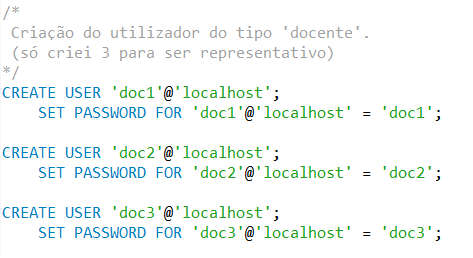 /*
Criação do utilizador do tipo 'docente'.
(só criei 3 para ser representativo)
*/
CREATE USER 'doc1'@'localhost';
SET PASSWORD FOR 'doc1'@'localhost' = 'doc1';
CREATE USER 'doc2'@'localhost';
SET PASSWORD FOR 'doc2'@'localhost' = 'doc2';
CREATE USER 'doc3'@'localhost';
SET PASSWORD FOR 'doc3'@'localhost' = 'doc3';